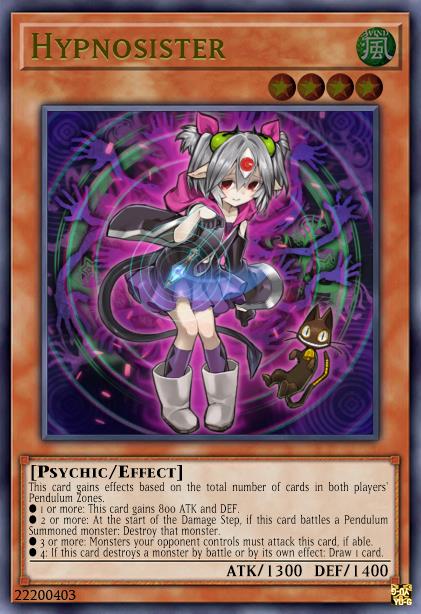 Hypnosister
WIND
風
[Psychic/Effect]
This card gains effects based on the total number of cards in both players'
Pendulum Zones.
● 1 or more: This card gains 800 ATK and DEF.
● 2 or more: At the start of the Damage Step, if this card battles a Pendulum
Summoned monster: Destroy that monster.
● 3 or more: Monsters your opponent controls must attack this card, if able.
● 4: If this card destroys a monster by battle or by its own effect: Draw 1 card.
ATK/1300 DEF/1400
22200403